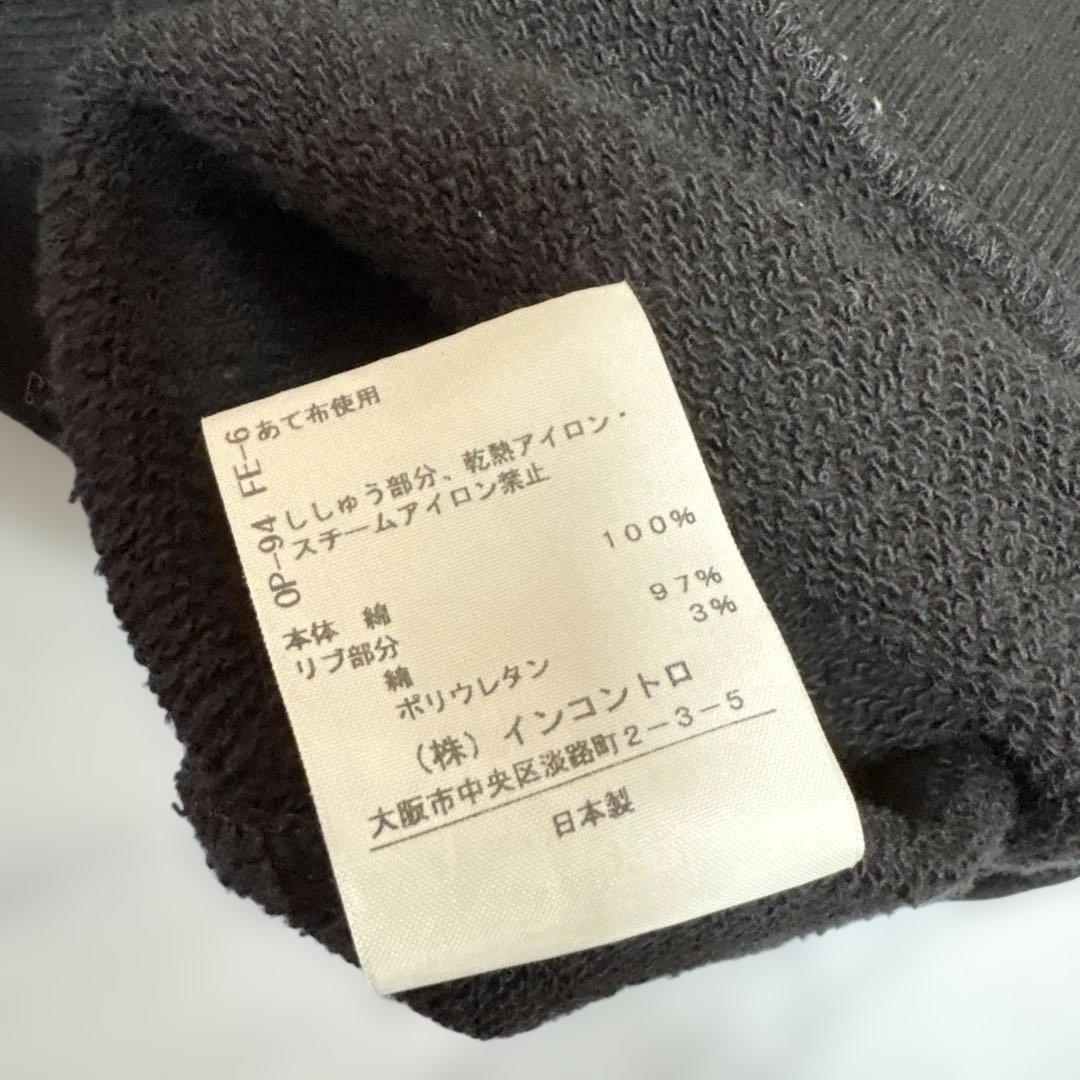 FE-6
OP-94
あて布使用
ししゅう部分、乾熱アイロン・
スチームアイロン禁止
本体 綿 100%
リブ部分
綿 97%
ポリウレタン 3%
(株) インコントロ
大阪市中央区淡路町2-3-5
日本製